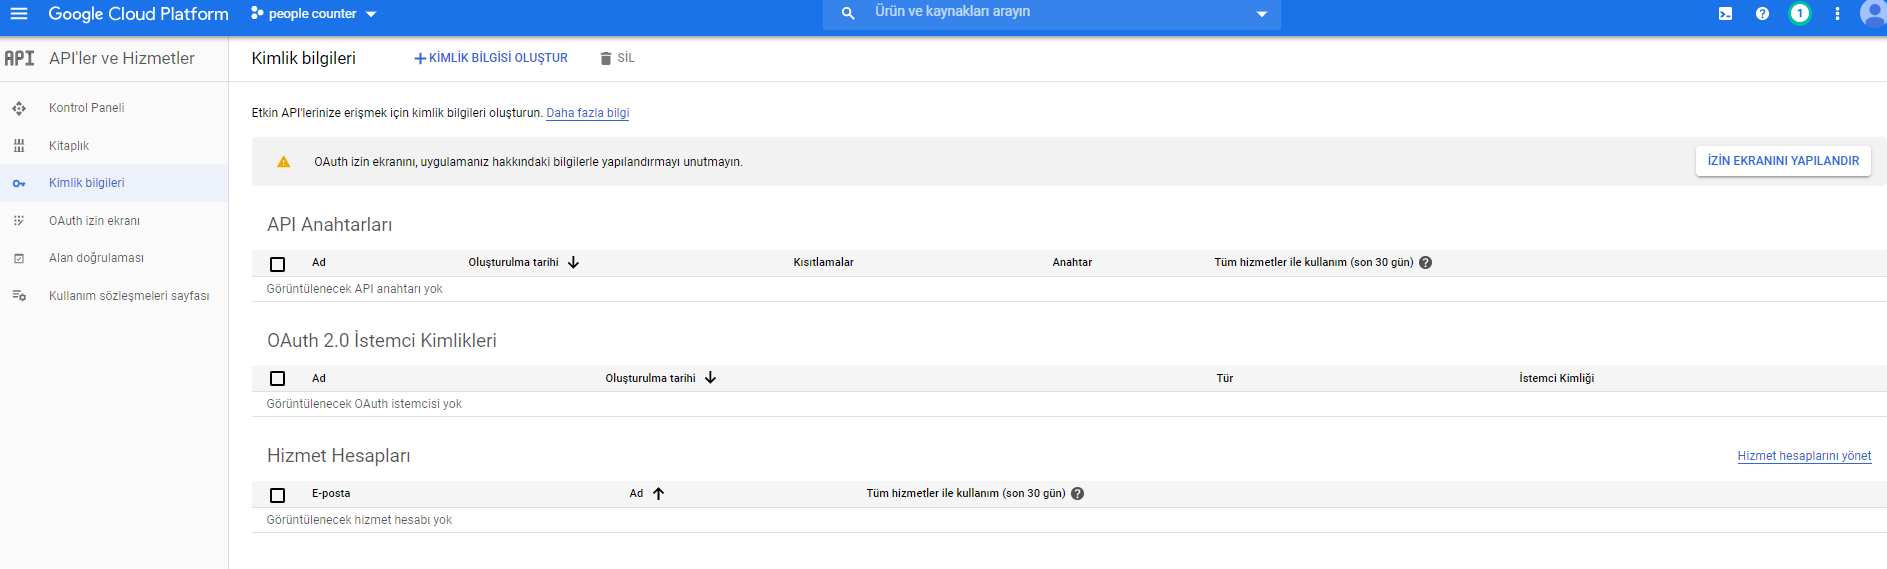 Google Cloud Platform people counter Ürün ve kaynakları arayın 1
API API'ler ve Hizmetler Kimlik bilgileri KİMLİK BİLGİSİ OLUŞTUR SİL
Kontrol Paneli
Kitaplık
Kimlik bilgileri
OAuth izin ekranı
Alan doğrulaması
Kullanım sözleşmeleri sayfası
Etkin API'lerinize erişmek için kimlik bilgileri oluşturun. Daha fazla bilgi
OAuth izin ekranını, uygulamanız hakkındaki bilgilerle yapılandırmayı unutmayın. İZİN EKRANINI YAPILANDIR
API Anahtarları
Ad Oluşturulma tarihi Kısıtlamalar Anahtar Tüm hizmetler ile kullanım (son 30 gün)
Görüntülenecek API anahtarı yok
OAuth 2.0 İstemci Kimlikleri
Ad Oluşturulma tarihi Tür İstemci Kimliği
Görüntülenecek OAuth istemcisi yok
Hizmet Hesapları Hizmet hesaplarını yönet
E-posta Ad Tüm hizmetler ile kullanım (son 30 gün)
Görüntülenecek hizmet hesabı yok